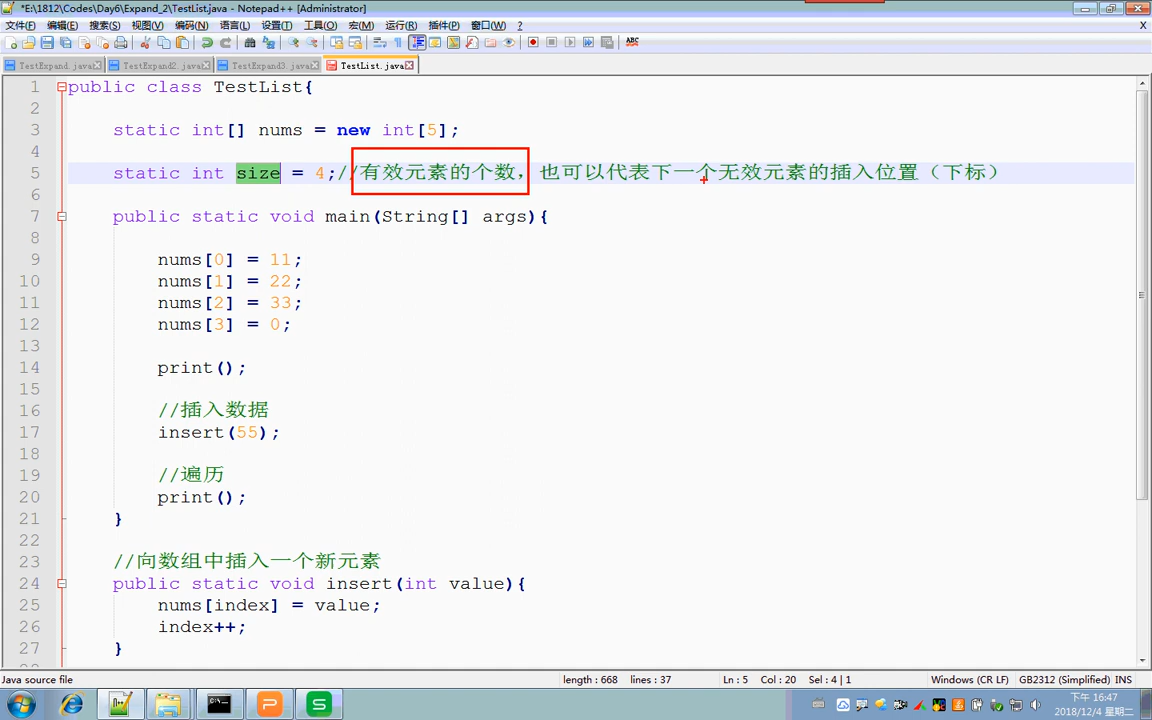 *E:\1812\Codes\Day6\Expand_2\TestList.java - Notepad++ [Administrator]
文件(F) 编辑(E) 搜索(S) 视图(V) 编码(N) 语言(L) 设置(T) 工具(O) 宏(M) 运行(R) 插件(P) 窗口(W) ? X
ABC
TestExpand.java TestExpand2.java TestExpand3.java TestList.java
1 public class TestList{
2
3 static int[] nums = new int[5];
4
5 static int size = 4;//有效元素的个数，也可以代表下一个无效元素的插入位置（下标）
6
7 public static void main(String[] args){
8
9 nums[0] = 11;
10 nums[1] = 22;
11 nums[2] = 33;
12 nums[3] = 0;
13
14 print();
15
16 //插入数据
17 insert(55);
18
19 //遍历
20 print();
21 }
22
23 //向数组中插入一个新元素
24 public static void insert(int value){
25 nums[index] = value;
26 index++;
27 }
Java source file length : 668 lines : 37 Ln : 5 Col : 20 Sel : 4 | 1 Windows (CR LF) GB2312 (Simplified) INS
下午 16:47
2018/12/4 星期二